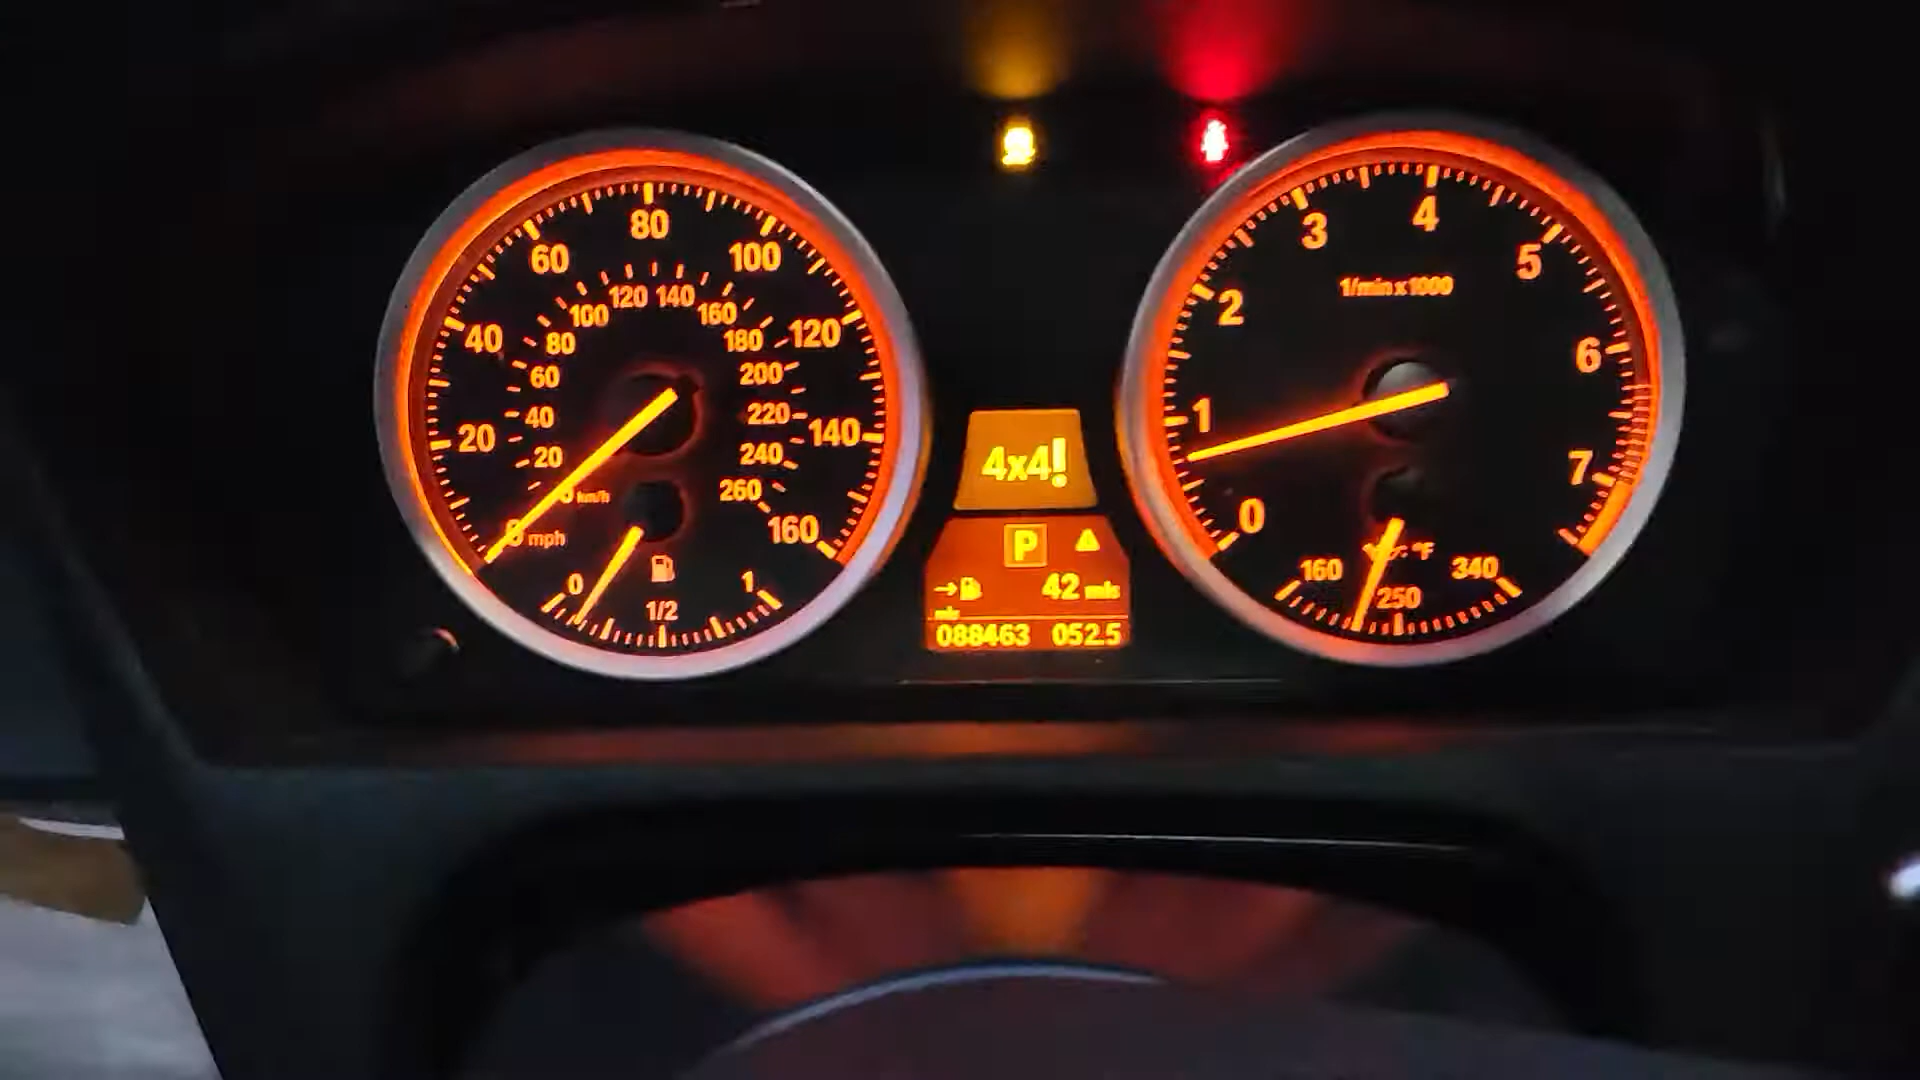 20 40 60 80 100 120 140 160
20 40 60 80 100 120 140 160 180 200 220 240 260
km/h
mph
0 1/2 1
4x4!
P
42 mls
mls
088463 052.5
0 1 2 3 4 5 6 7
1/min x 1000
°F
160 250 340